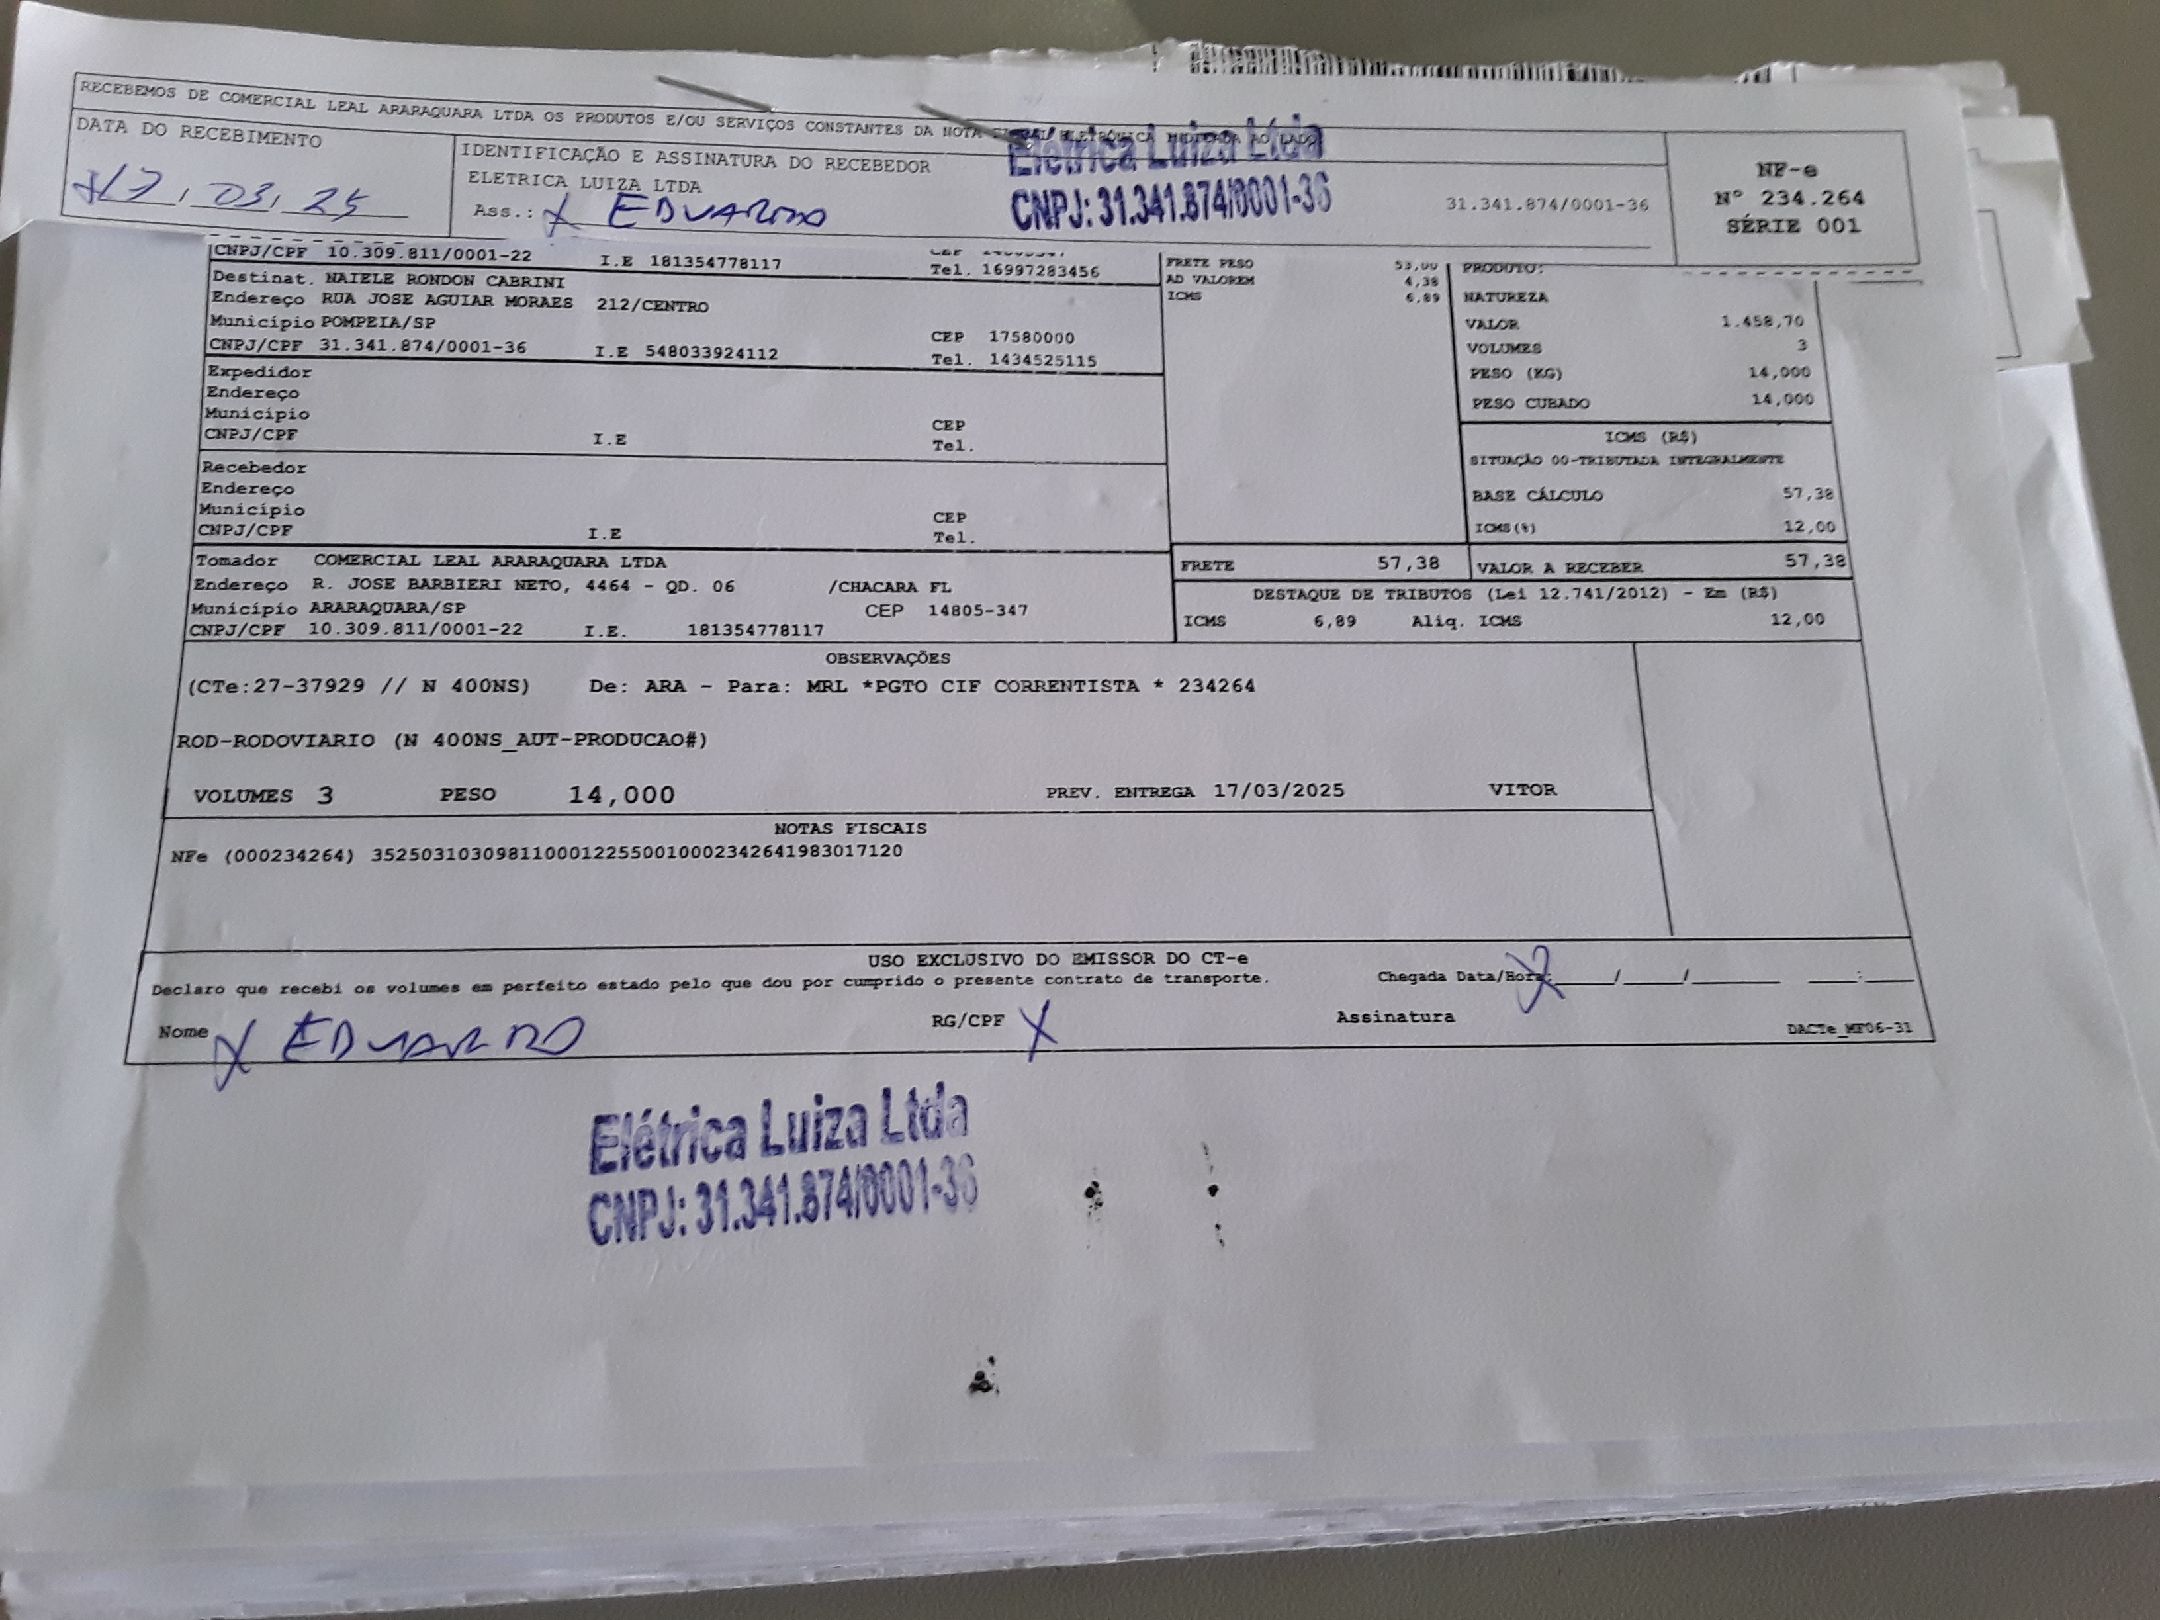 RECEBEMOS DE COMERCIAL LEAL ARARAQUARA LTDA OS PRODUTOS E/OU SERVIÇOS CONSTANTES DA NOTA
DATA DO RECEBIMENTO
17, 03, 25
IDENTIFICAÇÃO E ASSINATURA DO RECEBEDOR
ELETRICA LUIZA LTDA
Ass.: X EDUARDO
Elétrica Luiza Ltda
CNPJ: 31.341.874/0001-36
31.341.874/0001-36
NF-e
Nº 234.264
SÉRIE 001
CNPJ/CPF 10.309.811/0001-22 I.E 181354778117 Tel. 16997283456
Destinat. NAIELE RONDON CABRINI
Endereço RUA JOSE AGUIAR MORAES 212/CENTRO
Município POMPEIA/SP CEP 17580000
CNPJ/CPF 31.341.874/0001-36 I.E 548033924112 Tel. 1434525115
Expedidor
Endereço
Município CEP
CNPJ/CPF I.E Tel.
Recebedor
Endereço
Município CEP
CNPJ/CPF I.E Tel.
Tomador COMERCIAL LEAL ARARAQUARA LTDA
Endereço R. JOSE BARBIERI NETO, 4464 - QD. 06 /CHACARA FL
Município ARARAQUARA/SP CEP 14805-347
CNPJ/CPF 10.309.811/0001-22 I.E. 181354778117
FRETE PESO 53,00
AD VALOREM 4,38
ICMS 6,89
PRODUTO:
NATUREZA
VALOR 1.458,70
VOLUMES 3
PESO (KG) 14,000
PESO CUBADO 14,000
ICMS (R$)
SITUAÇÃO 00-TRIBUTADA INTEGRALMENTE
BASE CÁLCULO 57,38
ICMS(%) 12,00
FRETE 57,38 VALOR A RECEBER 57,38
DESTAQUE DE TRIBUTOS (Lei 12.741/2012) - Em (R$)
ICMS 6,89 Aliq. ICMS 12,00
OBSERVAÇÕES
(CTe:27-37929 // N 400NS) De: ARA - Para: MRL *PGTO CIF CORRENTISTA * 234264
ROD-RODOVIARIO (N 400NS_AUT-PRODUCAO#)
VOLUMES 3 PESO 14,000 PREV. ENTREGA 17/03/2025 VITOR
NOTAS FISCAIS
NFe (000234264) 35250310309811000122550010002342641983017120
USO EXCLUSIVO DO EMISSOR DO CT-e
Declaro que recebi os volumes em perfeito estado pelo que dou por cumprido o presente contrato de transporte. Chegada Data/Hora: X ____/____/______ ___:___
Nome X EDUARDO RG/CPF X Assinatura
DACTe_MF06-31
Elétrica Luiza Ltda
CNPJ: 31.341.874/0001-36